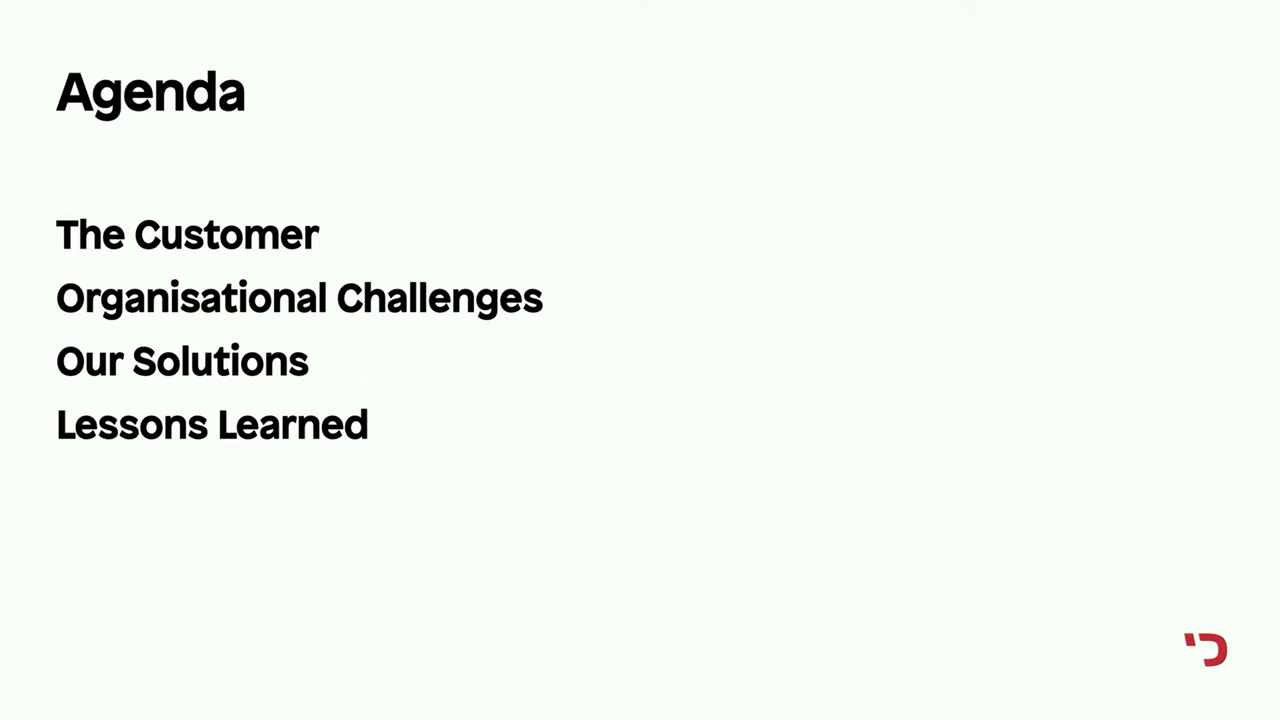 Agenda
The Customer
Organisational Challenges
Our Solutions
Lessons Learned